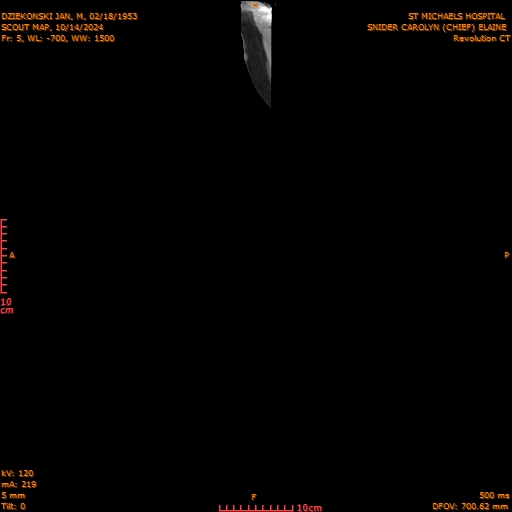 DZIEKONSKI JAN, M, 02/18/1953
SCOUT MAP, 10/14/2024
Fr: 5, WL: -700, WW: 1500
ST MICHAELS HOSPITAL
SNIDER CAROLYN (CHIEF) ELAINE
Revolution CT
H
A
P
10
cm
kV: 120
mA: 219
5 mm
Tilt: 0
F
10cm
500 ms
DFOV: 700.62 mm